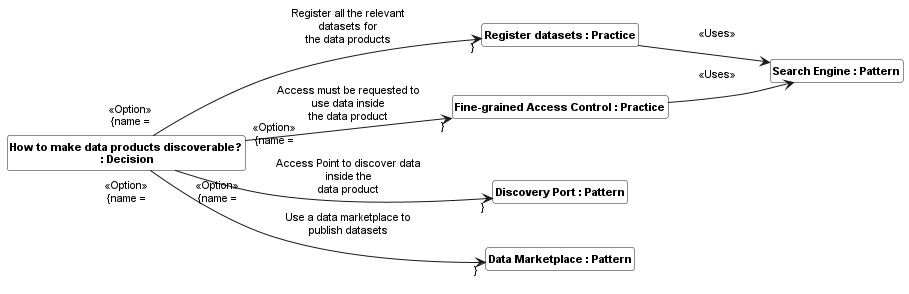 Register all the relevant
datasets for
the data products
}
Register datasets : Practice
«Uses»
Search Engine : Pattern
«Uses»
Access must be requested to
use data inside
the data product
}
Fine-grained Access Control : Practice
«Option»
{name =
«Option»
{name =
How to make data products discoverable?
: Decision
Access Point to discover data
inside the
data product
}
Discovery Port : Pattern
«Option»
{name =
«Option»
{name =
Use a data marketplace to
publish datasets
}
Data Marketplace : Pattern